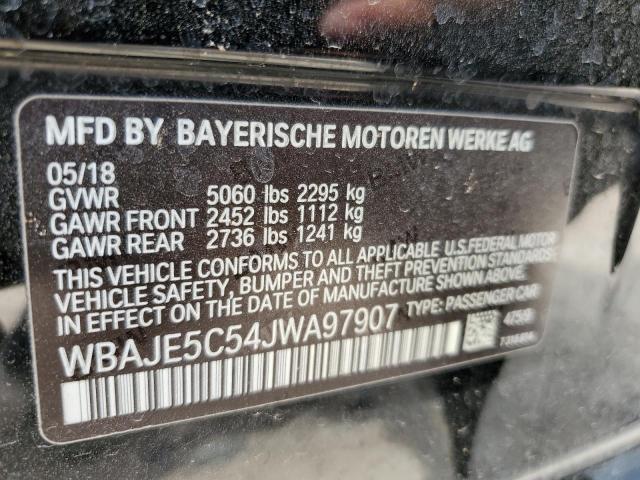 MFD BY BAYERISCHE MOTOREN WERKE AG
05/18
GVWR 5060 lbs 2295 kg
GAWR FRONT 2452 lbs 1112 kg
GAWR REAR 2736 lbs 1241 kg
THIS VEHICLE CONFORMS TO ALL APPLICABLE U.S. FEDERAL MOTOR
VEHICLE SAFETY, BUMPER AND THEFT PREVENTION STANDARDS
IN EFFECT ON THE DATE OF MANUFACTURE SHOWN ABOVE.
WBAJE5C54JWA97907 TYPE: PASSENGER CAR